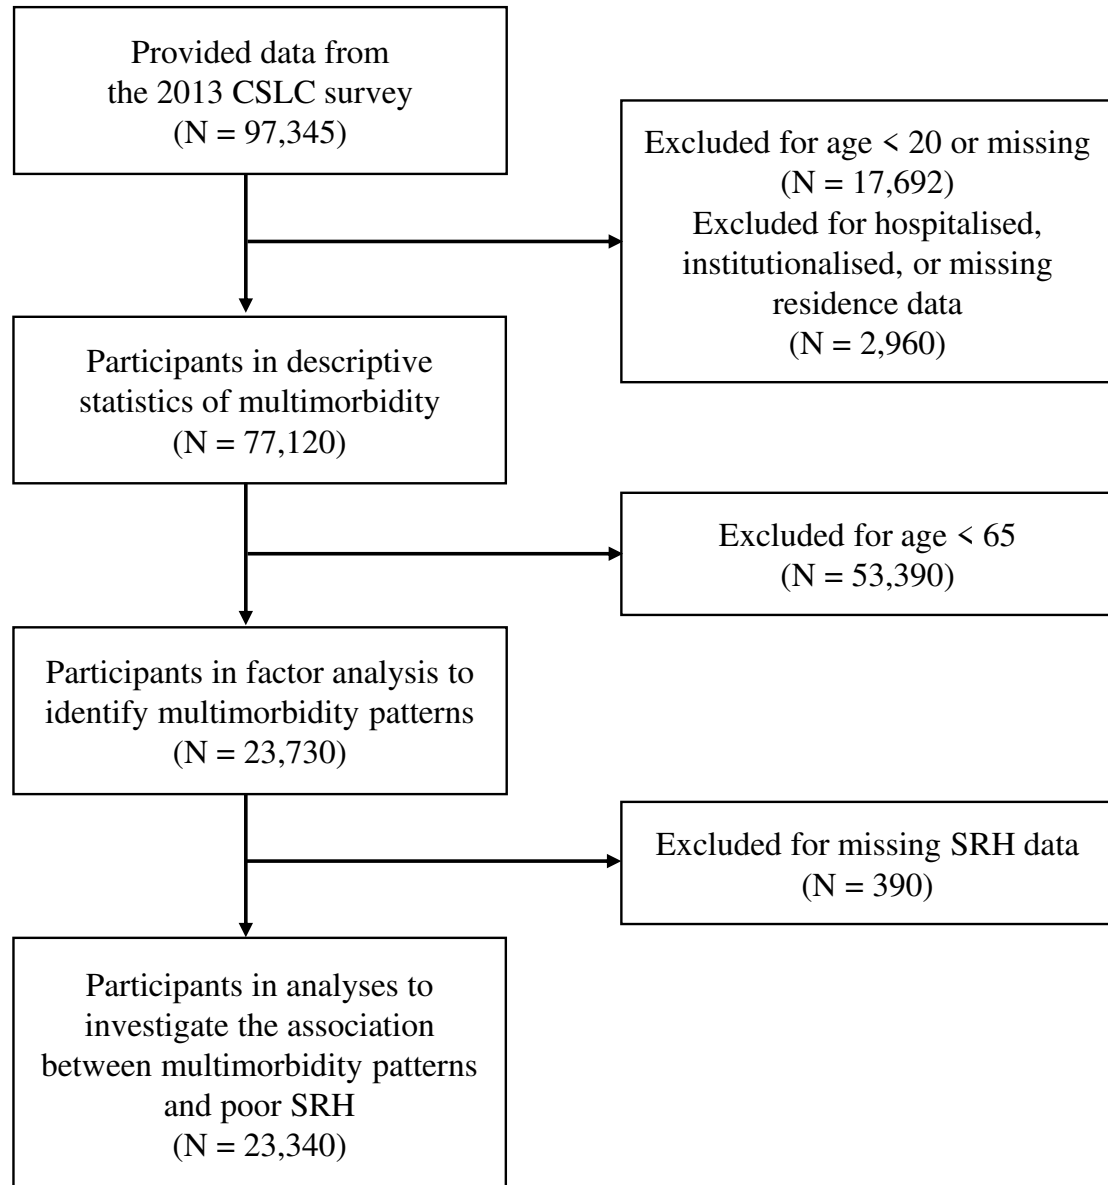 Provided data from
the 2013 CSLC survey
(N = 97,345)
Excluded for age < 20 or missing
(N = 17,692)
Excluded for hospitalised,
institutionalised, or missing
residence data
(N = 2,960)
Participants in descriptive
statistics of multimorbidity
(N = 77,120)
Excluded for age < 65
(N = 53,390)
Participants in factor analysis to
identify multimorbidity patterns
(N = 23,730)
Excluded for missing SRH data
(N = 390)
Participants in analyses to
investigate the association
between multimorbidity patterns
and poor SRH
(N = 23,340)